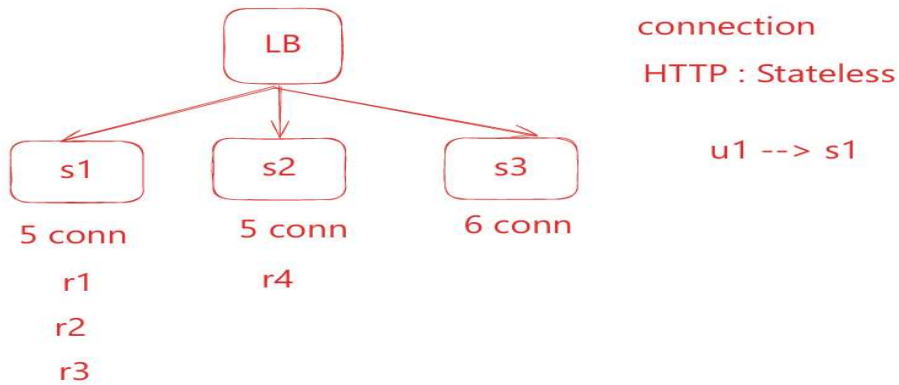 LB
connection
HTTP : Stateless
u1 --> s1
s1
s2
s3
5 conn
5 conn
6 conn
r1
r4
r2
r3